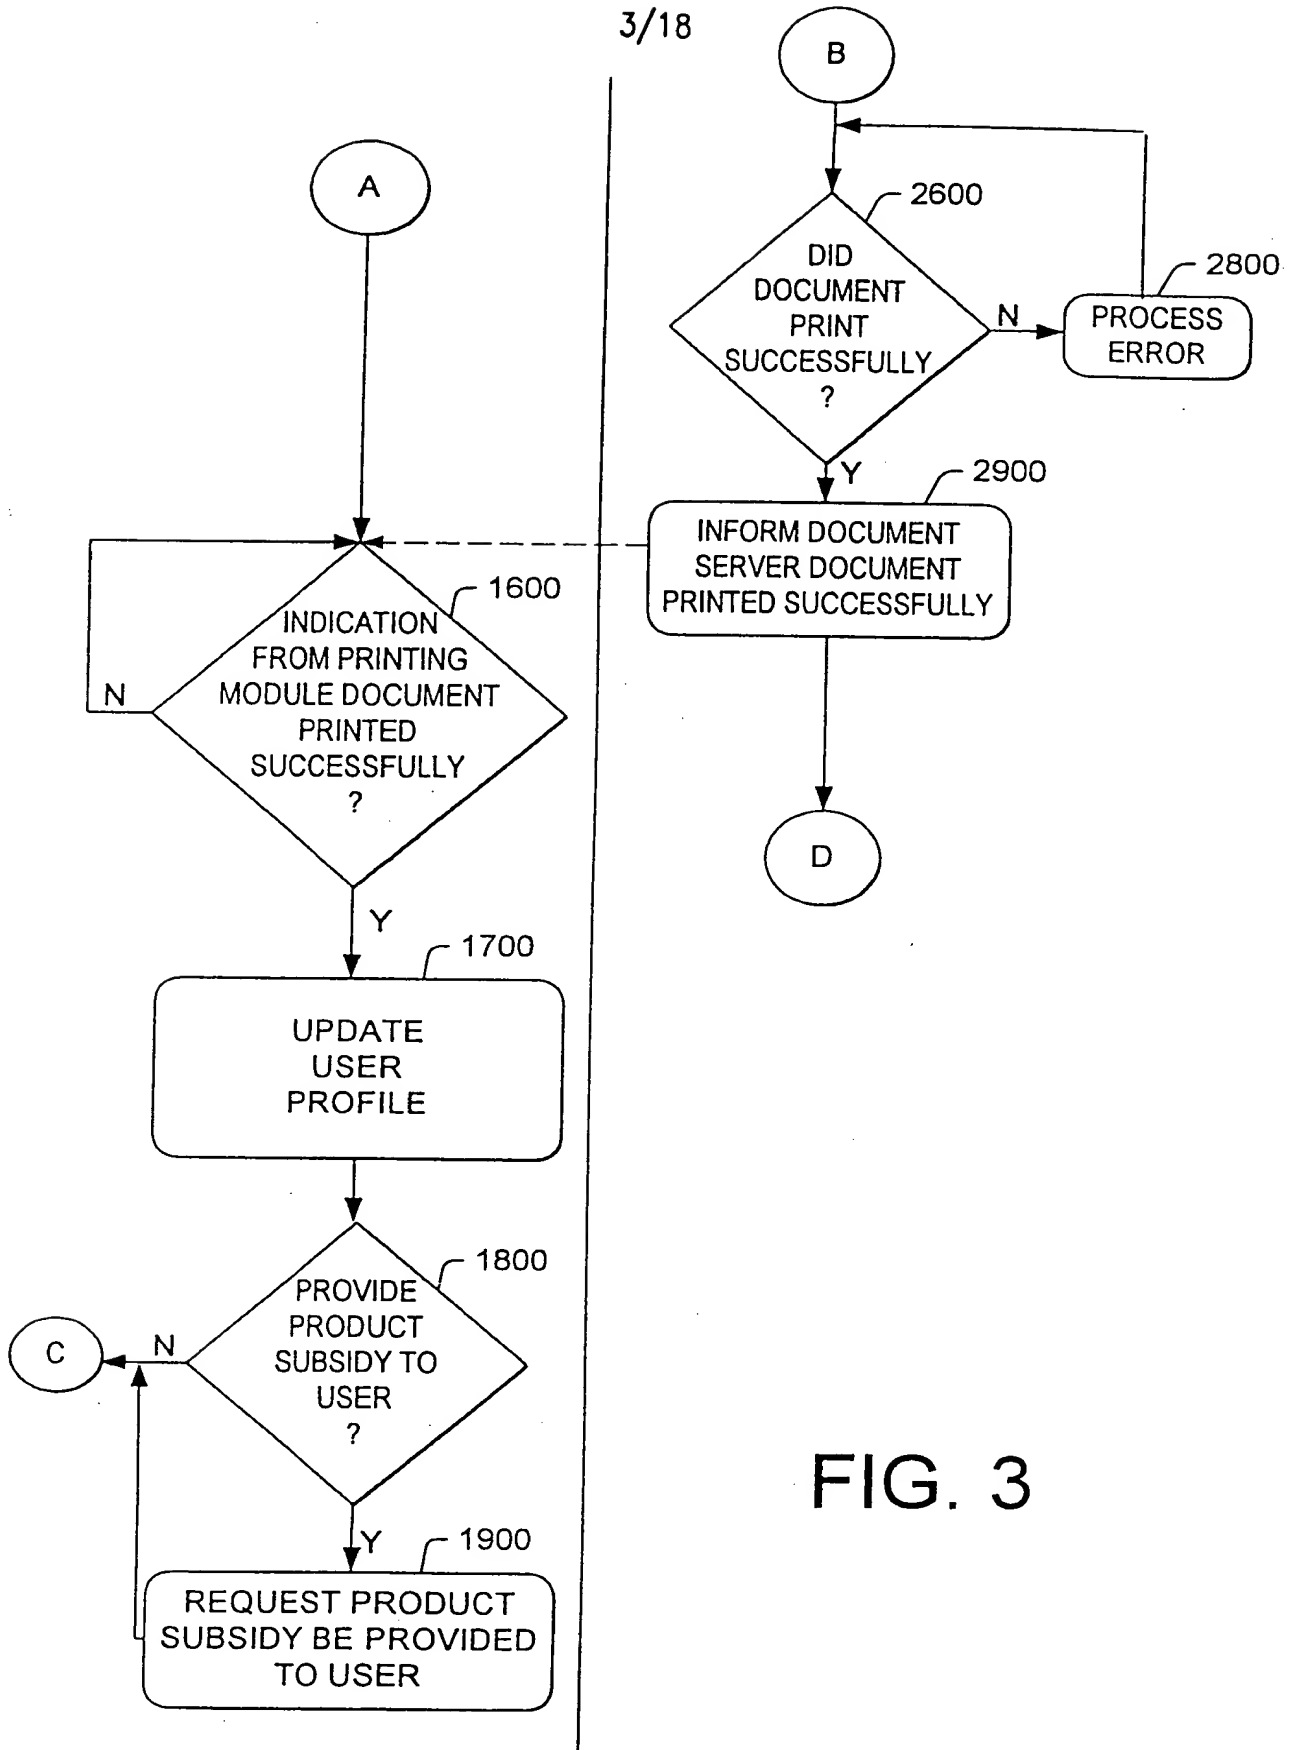 3/18
B
A
2600
DID
DOCUMENT
PRINT
SUCCESSFULLY
?
N
2800
PROCESS
ERROR
Y
2900
INFORM DOCUMENT
SERVER DOCUMENT
PRINTED SUCCESSFULLY
D
1600
INDICATION
FROM PRINTING
MODULE DOCUMENT
PRINTED
SUCCESSFULLY
?
N
Y
1700
UPDATE
USER
PROFILE
1800
PROVIDE
PRODUCT
SUBSIDY TO
USER
?
N
C
Y
1900
REQUEST PRODUCT
SUBSIDY BE PROVIDED
TO USER
FIG. 3